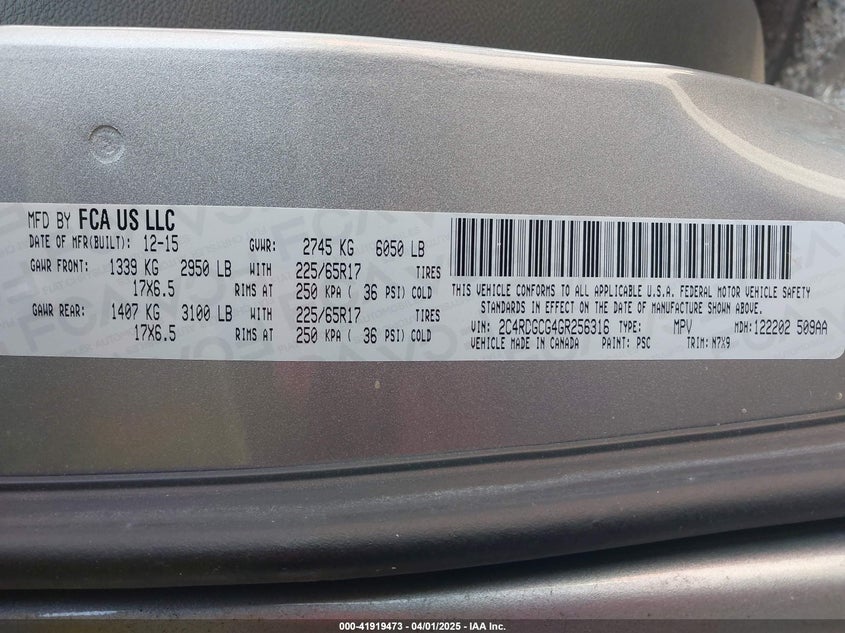 MFD BY FCA US LLC
DATE OF MFR(BUILT): 12-15 GVWR: 2745 KG 6050 LB
GAWR FRONT: 1339 KG 2950 LB WITH 225/65R17 TIRES
17X6.5 RIMS AT 250 KPA ( 36 PSI) COLD
GAWR REAR: 1407 KG 3100 LB WITH 225/65R17 TIRES
17X6.5 RIMS AT 250 KPA ( 36 PSI) COLD
THIS VEHICLE CONFORMS TO ALL APPLICABLE U.S.A. FEDERAL MOTOR VEHICLE SAFETY
STANDARDS IN EFFECT ON THE DATE OF MANUFACTURE SHOWN ABOVE.
VIN: 2C4RDGCG4GR256316 TYPE: MPV MDH: 122202 509AA
VEHICLE MADE IN CANADA PAINT: PSC TRIM: N7X9
000-41919473 - 04/01/2025 - IAA Inc.